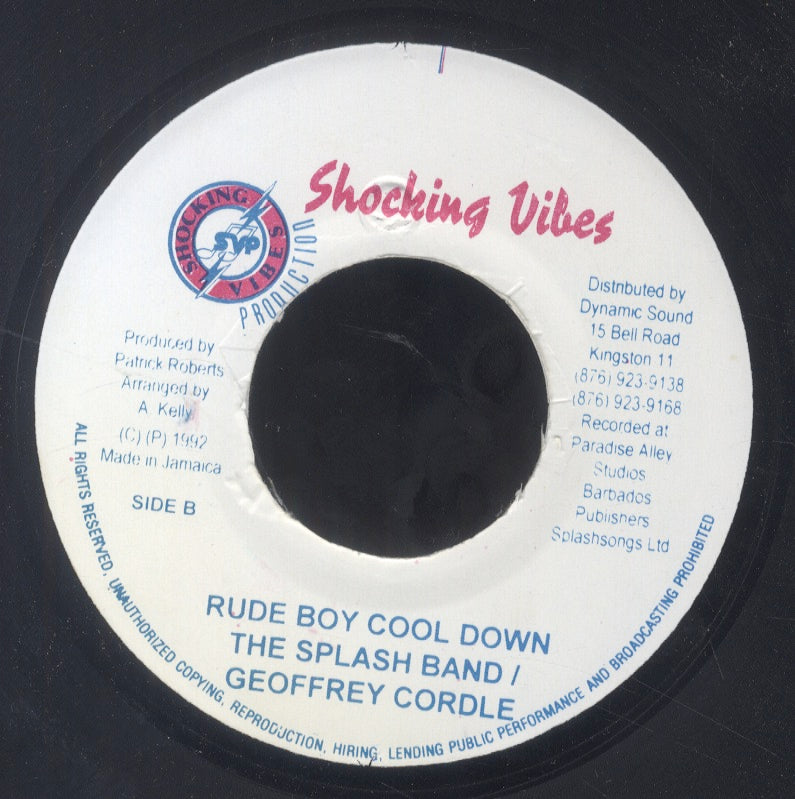 Shocking Vibes
SHOCKING VIBES
SVP
PRODUCTION
Produced by
Patrick Roberts
Arranged by
A. Kelly
(C) (P) 1992
Made in Jamaica
SIDE B
Distributed by
Dynamic Sound
15 Bell Road
Kingston 11
(876) 923-9138
(876) 923-9168
Recorded at
Paradise Alley
Studios
Barbados
Publishers
Splashsongs Ltd
RUDE BOY COOL DOWN
THE SPLASH BAND /
GEOFFREY CORDLE
ALL RIGHTS RESERVED, UNAUTHORIZED COPYING, REPRODUCTION, HIRING, LENDING PUBLIC PERFORMANCE AND BROADCASTING PROHIBITED